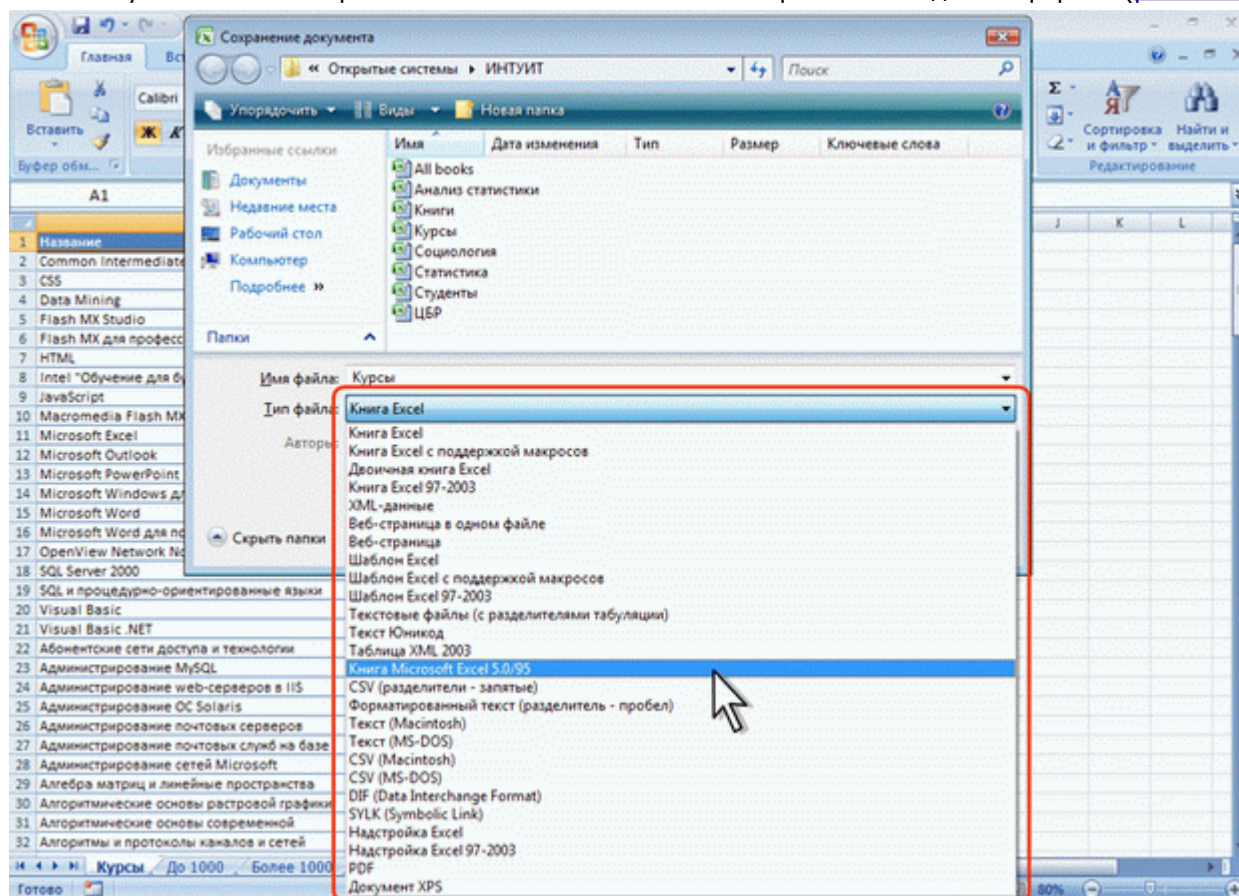 Сохранение документа
Главная
Вст
« Открытые системы ▸ ИНТУИТ
Поиск
Calibri
Вставить
Ж К
Буфер обм...
Упорядочить
Виды
Новая папка
Σ
Сортировка и фильтр
Найти и выделить
Редактирование
A1
Избранные ссылки
Документы
Недавние места
Рабочий стол
Компьютер
Подробнее »
Папки
Имя Дата изменения Тип Размер Ключевые слова
All books
Анализ статистики
Книги
Курсы
Социология
Статистика
Студенты
ЦБР
Имя файла: Курсы
Тип файла: Книга Excel
Авторы:
Скрыть папки
Книга Excel
Книга Excel с поддержкой макросов
Двоичная книга Excel
Книга Excel 97-2003
XML-данные
Веб-страница в одном файле
Веб-страница
Шаблон Excel
Шаблон Excel с поддержкой макросов
Шаблон Excel 97-2003
Текстовые файлы (с разделителями табуляции)
Текст Юникод
Таблица XML 2003
Книга Microsoft Excel 5.0/95
CSV (разделители - запятые)
Форматированный текст (разделитель - пробел)
Текст (Macintosh)
Текст (MS-DOS)
CSV (Macintosh)
CSV (MS-DOS)
DIF (Data Interchange Format)
SYLK (Symbolic Link)
Надстройка Excel
Надстройка Excel 97-2003
PDF
Документ XPS
J K L
1 Название
2 Common Intermediate
3 CSS
4 Data Mining
5 Flash MX Studio
6 Flash MX для професс
7 HTML
8 Intel "Обучение для бу
9 JavaScript
10 Macromedia Flash MX
11 Microsoft Excel
12 Microsoft Outlook
13 Microsoft PowerPoint
14 Microsoft Windows дл
15 Microsoft Word
16 Microsoft Word для по
17 OpenView Network No
18 SQL Server 2000
19 SQL и процедурно-ориентированные языки
20 Visual Basic
21 Visual Basic .NET
22 Абонентские сети доступа и технологии
23 Администрирование MySQL
24 Администрирование web-серверов в IIS
25 Администрирование ОС Solaris
26 Администрирование почтовых серверов
27 Администрирование почтовых служб на базе
28 Администрирование сетей Microsoft
29 Алгебра матриц и линейные пространства
30 Алгоритмические основы растровой графики
31 Алгоритмические основы современной
32 Алгоритмы и протоколы каналов и сетей
Курсы До 1000 Более 1000
Готово
80%